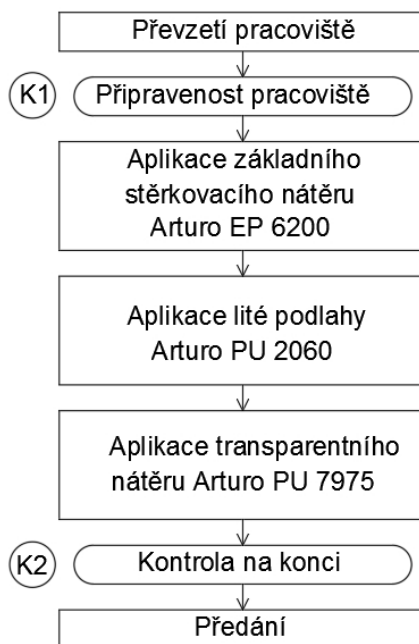 Převzetí pracoviště
K1 Připravenost pracoviště
Aplikace základního
stěrkovacího nátěru
Arturo EP 6200
Aplikace lité podlahy
Arturo PU 2060
Aplikace transparentního
nátěru Arturo PU 7975
K2 Kontrola na konci
Předání